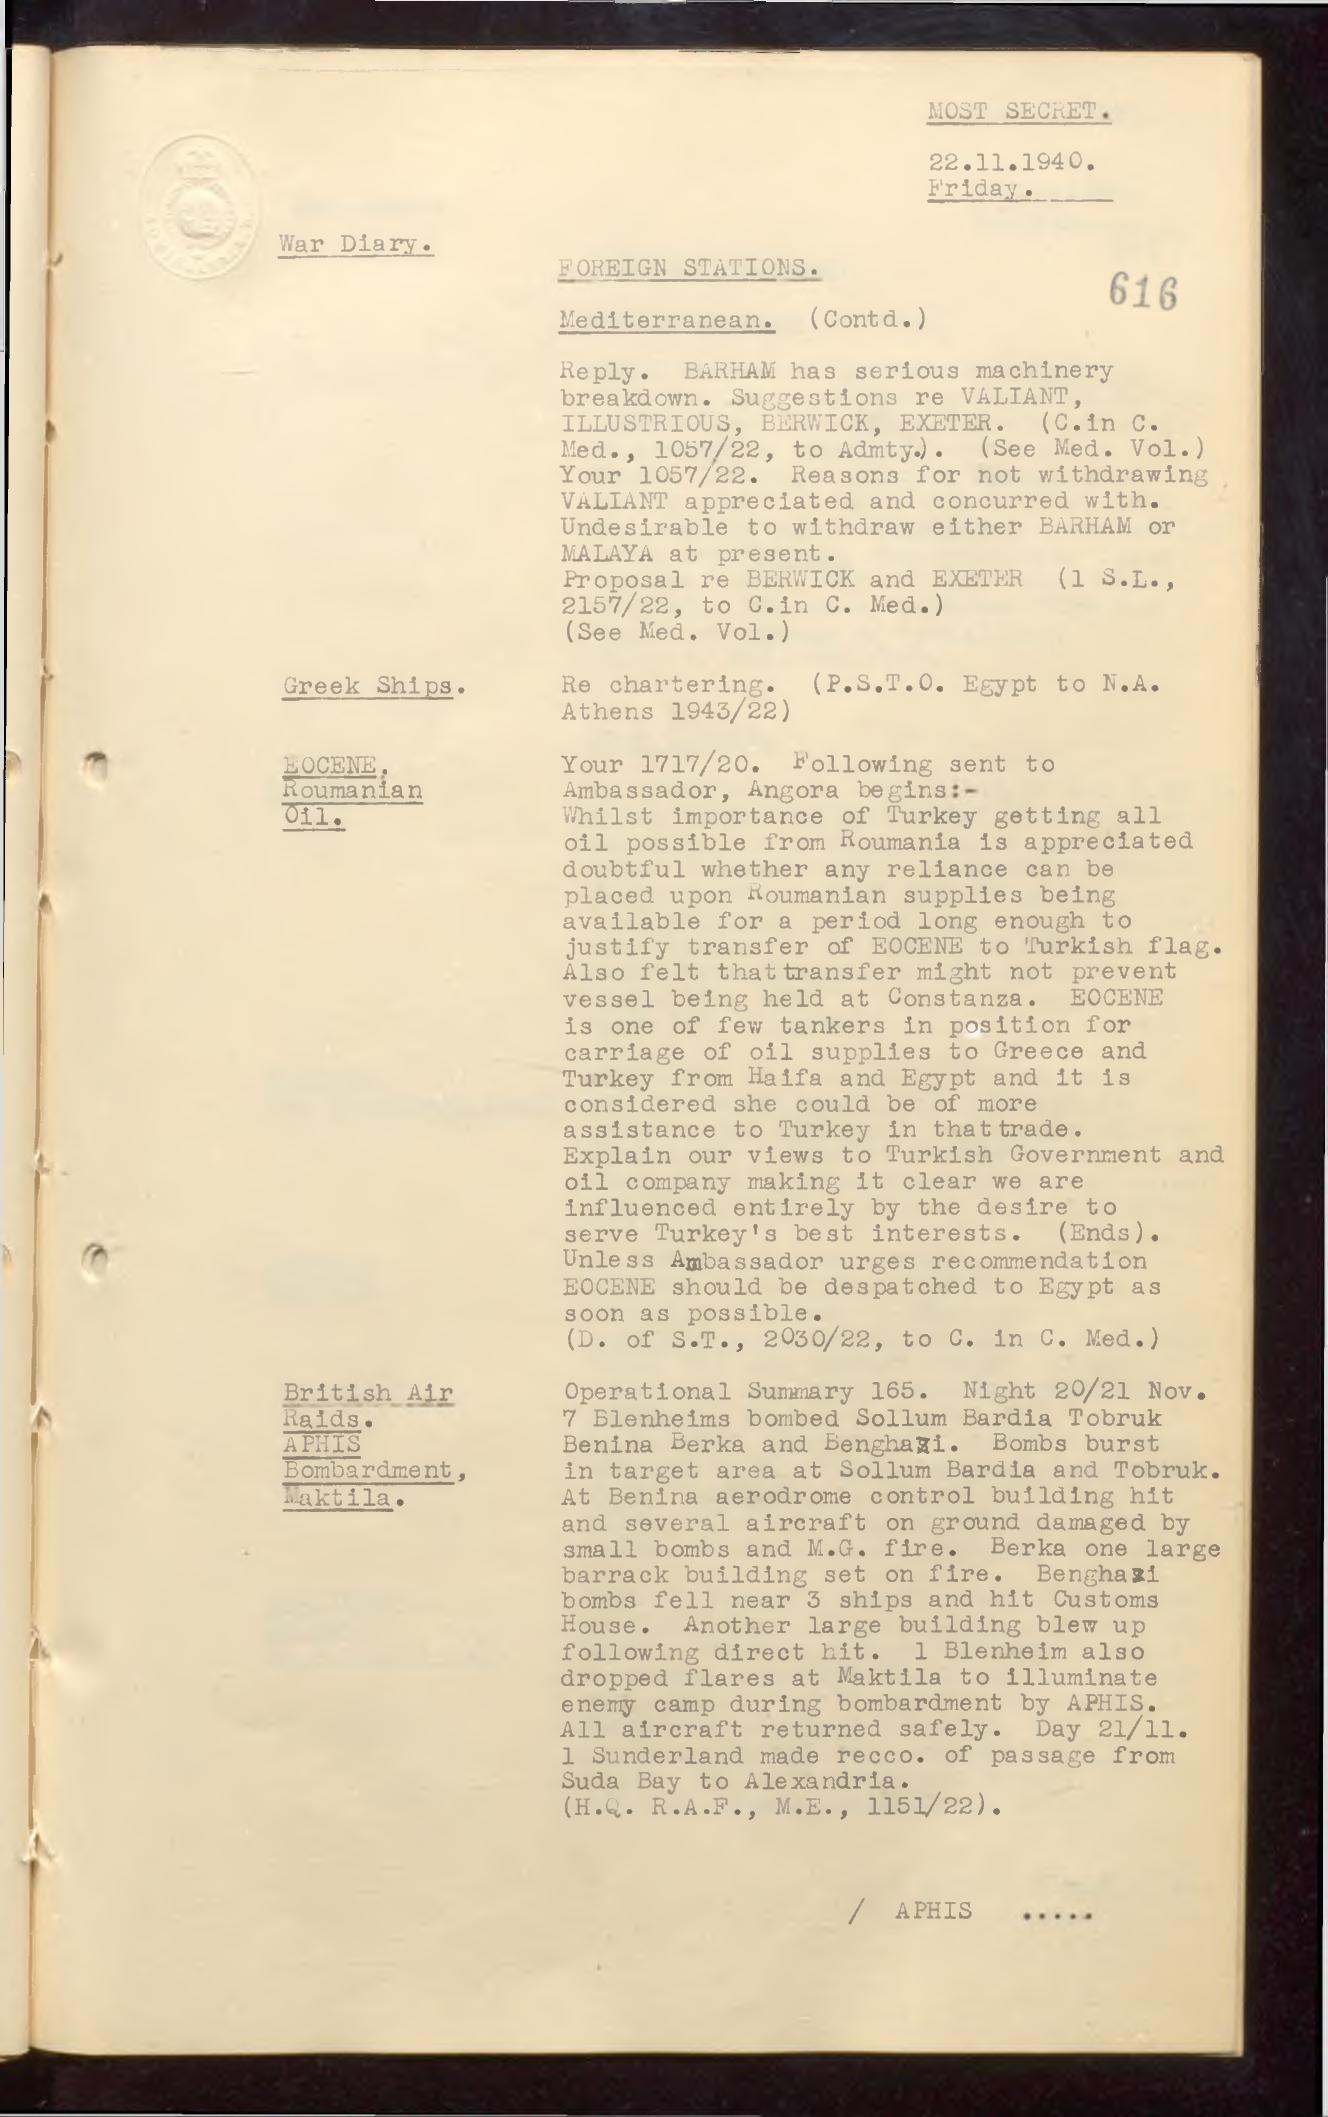 MOST SECRET.
22.11.1940.
Friday.
War Diary.
FOREIGN STATIONS.
616
Mediterranean. (Contd.)
Reply. BARHAM has serious machinery
breakdown. Suggestions re VALIANT,
ILLUSTRIOUS, BERWICK, EXETER. (C.in C.
Med., 1057/22, to Admty.). (See Med. Vol.)
Your 1057/22. Reasons for not withdrawing
VALIANT appreciated and concurred with.
Undesirable to withdraw either BARHAM or
MALAYA at present.
Proposal re BERWICK and EXETER (1 S.L.,
2157/22, to C.in C. Med.)
(See Med. Vol.)
Greek Ships.
Re chartering. (P.S.T.O. Egypt to N.A.
Athens 1943/22)
EOCENE.
Roumanian
Oil.
Your 1717/20. Following sent to
Ambassador, Angora begins:-
Whilst importance of Turkey getting all
oil possible from Roumania is appreciated
doubtful whether any reliance can be
placed upon Roumanian supplies being
available for a period long enough to
justify transfer of EOCENE to Turkish flag.
Also felt that transfer might not prevent
vessel being held at Constanza. EOCENE
is one of few tankers in position for
carriage of oil supplies to Greece and
Turkey from Haifa and Egypt and it is
considered she could be of more
assistance to Turkey in that trade.
Explain our views to Turkish Government and
oil company making it clear we are
influenced entirely by the desire to
serve Turkey's best interests. (Ends).
Unless Ambassador urges recommendation
EOCENE should be despatched to Egypt as
soon as possible.
(D. of S.T., 2030/22, to C. in C. Med.)
British Air
Raids.
APHIS
Bombardment,
Maktila.
Operational Summary 165. Night 20/21 Nov.
7 Blenheims bombed Sollum Bardia Tobruk
Benina Berka and Benghazi. Bombs burst
in target area at Sollum Bardia and Tobruk.
At Benina aerodrome control building hit
and several aircraft on ground damaged by
small bombs and M.G. fire. Berka one large
barrack building set on fire. Benghazi
bombs fell near 3 ships and hit Customs
House. Another large building blew up
following direct hit. 1 Blenheim also
dropped flares at Maktila to illuminate
enemy camp during bombardment by APHIS.
All aircraft returned safely. Day 21/11.
1 Sunderland made recco. of passage from
Suda Bay to Alexandria.
(H.Q. R.A.F., M.E., 1151/22).
/ APHIS .....